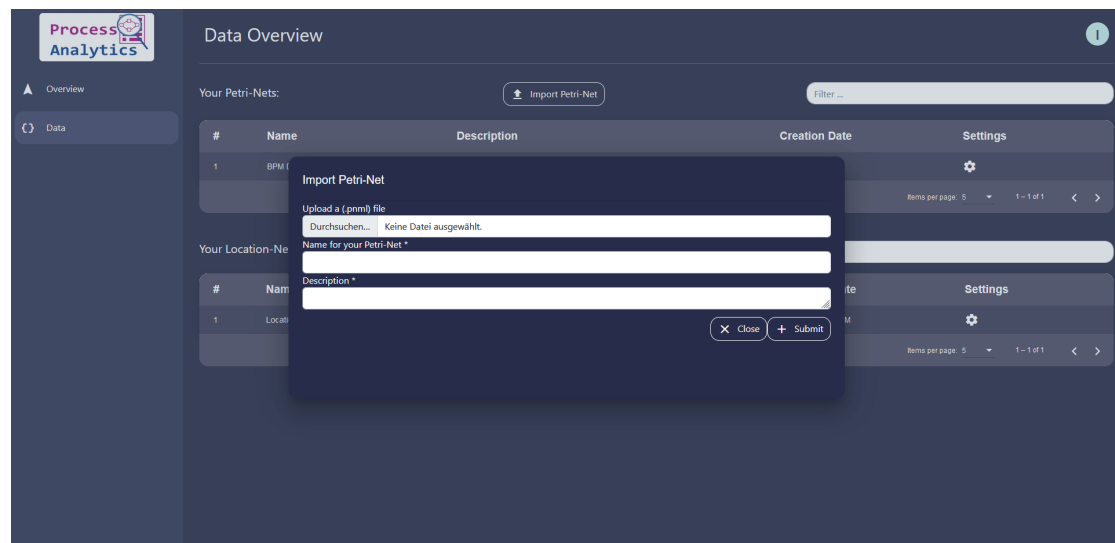 Process
Analytics
Data Overview
I
Overview
Data
Your Petri-Nets:
Import Petri-Net
Filter ...
# Name Description Creation Date Settings
1 BPM
Items per page: 5 1 – 1 of 1
Import Petri-Net
Upload a (.pnml) file
Durchsuchen... Keine Datei ausgewählt.
Name for your Petri-Net *
Description *
Close Submit
Your Location-Ne
# Nam te Settings
1 Locati M
Items per page: 5 1 – 1 of 1